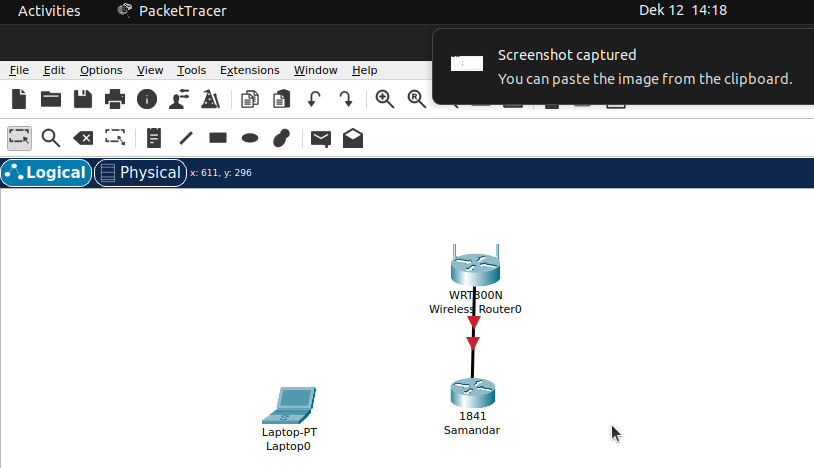 Activities PacketTracer Dek 12 14:18
Screenshot captured
You can paste the image from the clipboard.
File Edit Options View Tools Extensions Window Help
Logical Physical x: 611, y: 296
WRT300N
Wireless Router0
1841
Samandar
Laptop-PT
Laptop0